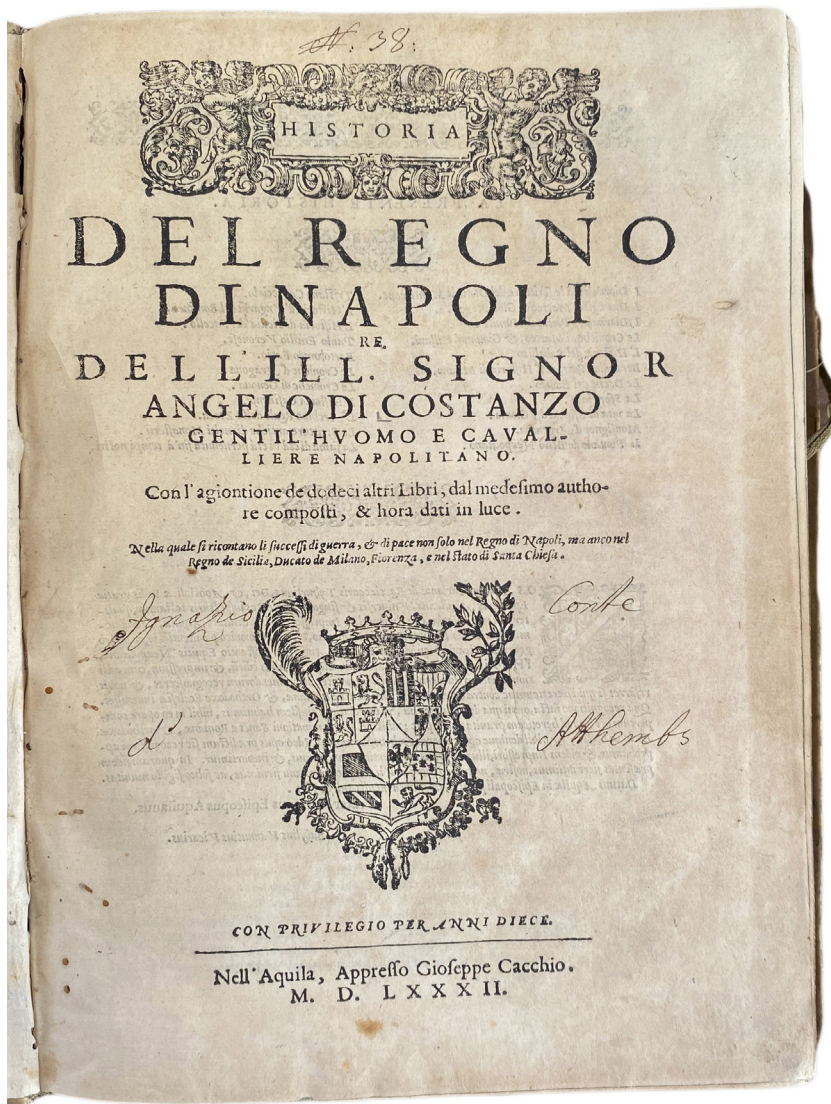 N. 38:
HISTORIA
DEL REGNO
DI NAPOLI
RE.
DELL'ILL. SIGNOR
ANGELO DI COSTANZO
GENTIL'HVOMO E CAVAL-
LIERE NAPOLITANO.
Con l'agiontione de dodeci altri Libri, dal medesimo autho-
re composti, & hora dati in luce.
Nella quale si ricontano li successi di guerra, & di pace non solo nel Regno di Napoli, ma anco nel
Regno de Sicilia, Ducato de Milano, Fiorenza, e nel stato di Santa Chiesa.
Ignazio Conte
d' Althembs
CON PRIVILEGIO PER ANNI DIECE.
Nell'Aquila, Appresso Gioseppe Cacchio.
M. D. LXXXII.